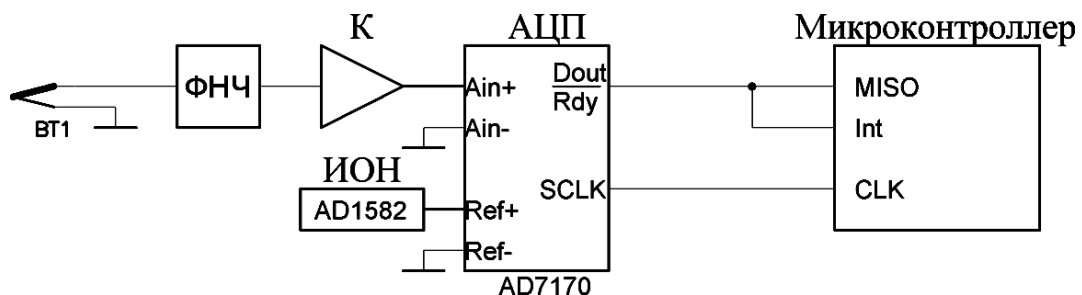 К АЦП Микроконтроллер
ФНЧ
Ain+ Dout MISO
Rdy
BT1 Ain- Int
ИОН
SCLK CLK
AD1582 Ref+
Ref-
AD7170